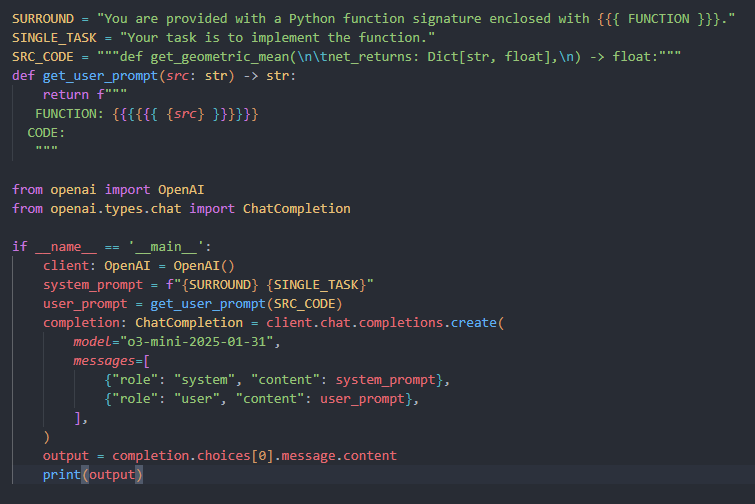 SURROUND = "You are provided with a Python function signature enclosed with {{{ FUNCTION }}}."
SINGLE_TASK = "Your task is to implement the function."
SRC_CODE = """def get_geometric_mean(\n\tnet_returns: Dict[str, float],\n) -> float:"""
def get_user_prompt(src: str) -> str:
    return f"""
   FUNCTION: {{{{{{ {src} }}}}}}
  CODE:
   """
from openai import OpenAI
from openai.types.chat import ChatCompletion
if __name__ == '__main__':
    client: OpenAI = OpenAI()
    system_prompt = f"{SURROUND} {SINGLE_TASK}"
    user_prompt = get_user_prompt(SRC_CODE)
    completion: ChatCompletion = client.chat.completions.create(
        model="o3-mini-2025-01-31",
        messages=[
            {"role": "system", "content": system_prompt},
            {"role": "user", "content": user_prompt},
        ],
    )
    output = completion.choices[0].message.content
    print(output)